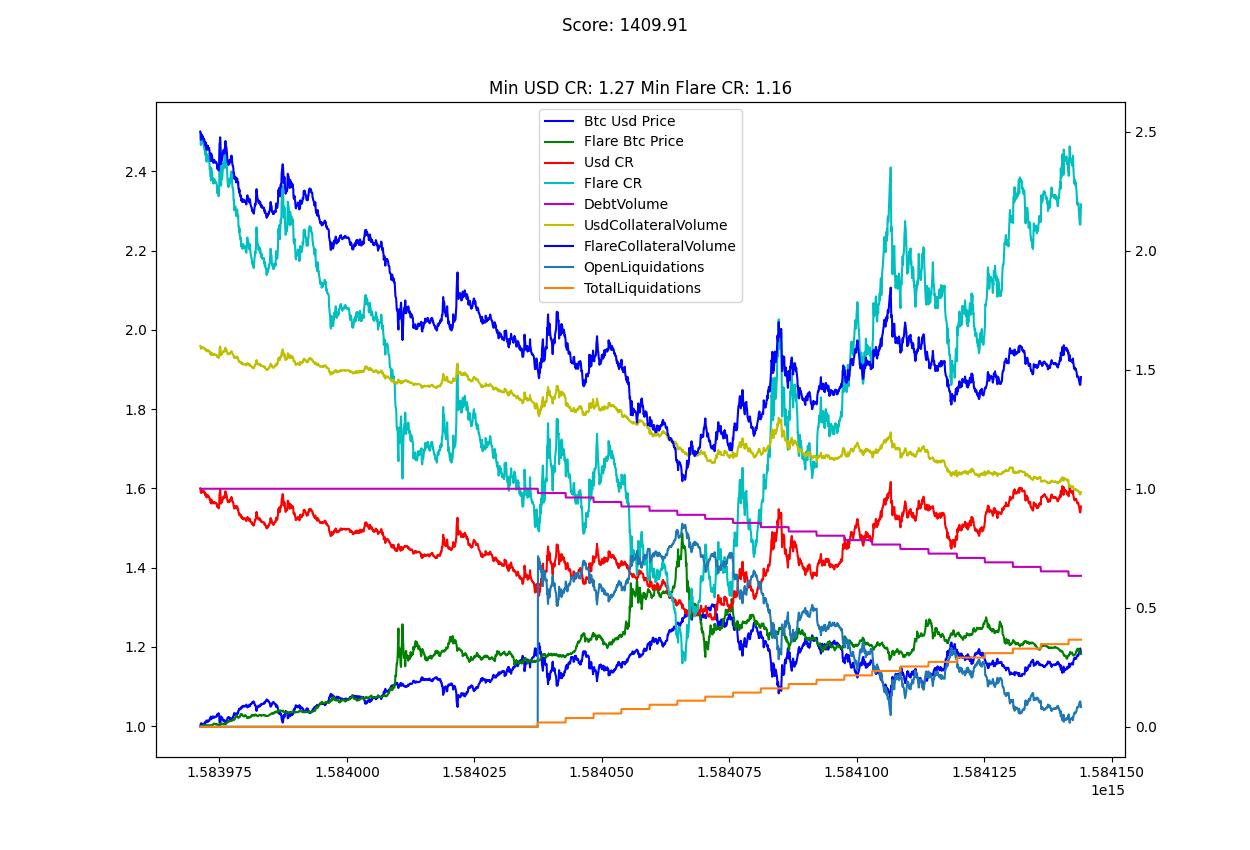 Score: 1409.91
Min USD CR: 1.27 Min Flare CR: 1.16
Btc Usd Price
Flare Btc Price
Usd CR
Flare CR
DebtVolume
UsdCollateralVolume
FlareCollateralVolume
OpenLiquidations
TotalLiquidations
2.4
2.2
2.0
1.8
1.6
1.4
1.2
1.0
2.5
2.0
1.5
1.0
0.5
0.0
1.583975 1.584000 1.584025 1.584050 1.584075 1.584100 1.584125 1.584150
1e15